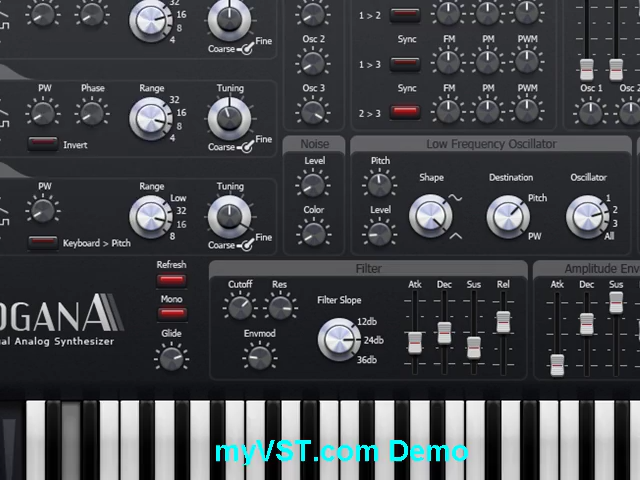 32
16
8
4
Coarse
Fine
Osc 2
Osc 3
1 > 2
Sync
FM
PM
PWM
1 > 3
Sync
FM
PM
PWM
2 > 3
Osc 1
Osc 2
PW
Phase
Range
32
16
8
4
Tuning
Coarse
Fine
Invert
Noise
Level
Color
Low Frequency Oscillator
Pitch
Level
Shape
Destination
Pitch
PW
Oscillator
1
2
3
All
PW
Range
Low
32
16
8
Tuning
Coarse
Fine
Keyboard > Pitch
Refresh
Mono
Glide
Filter
Cutoff
Res
Envmod
Filter Slope
12db
24db
36db
Atk
Dec
Sus
Rel
Amplitude Env
Atk
Dec
Sus
OGANA
ual Analog Synthesizer
myVST.com Demo